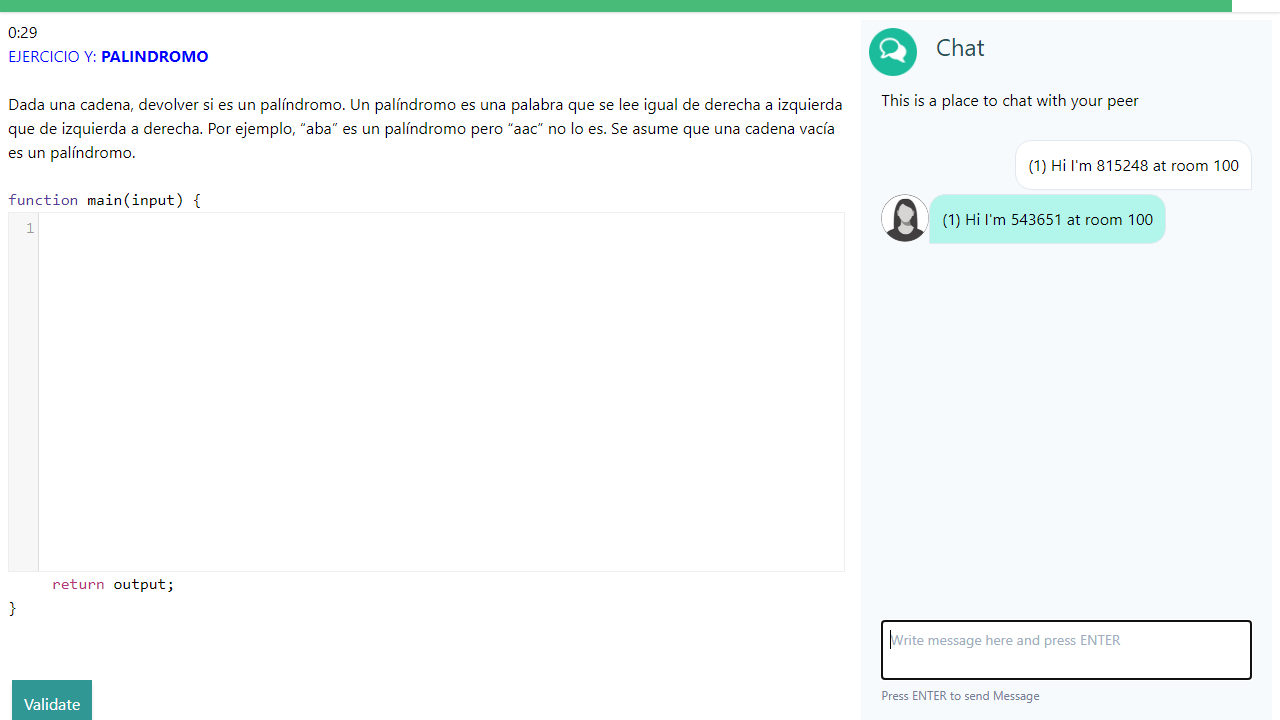 0:29
EJERCICIO Y: PALINDROMO
Dada una cadena, devolver si es un palíndromo. Un palíndromo es una palabra que se lee igual de derecha a izquierda
que de izquierda a derecha. Por ejemplo, “aba” es un palíndromo pero “aac” no lo es. Se asume que una cadena vacía
es un palíndromo.
function main(input) {
1
return output;
}
Validate
Chat
This is a place to chat with your peer
(1) Hi I'm 815248 at room 100
(1) Hi I'm 543651 at room 100
Write message here and press ENTER
Press ENTER to send Message